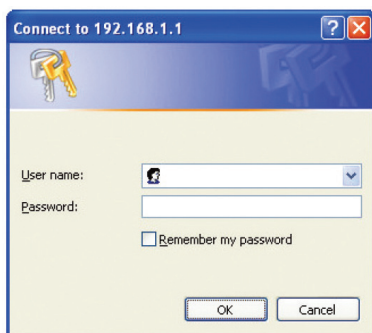 Connect to 192.168.1.1
?
User name:
Password:
Remember my password
OK Cancel